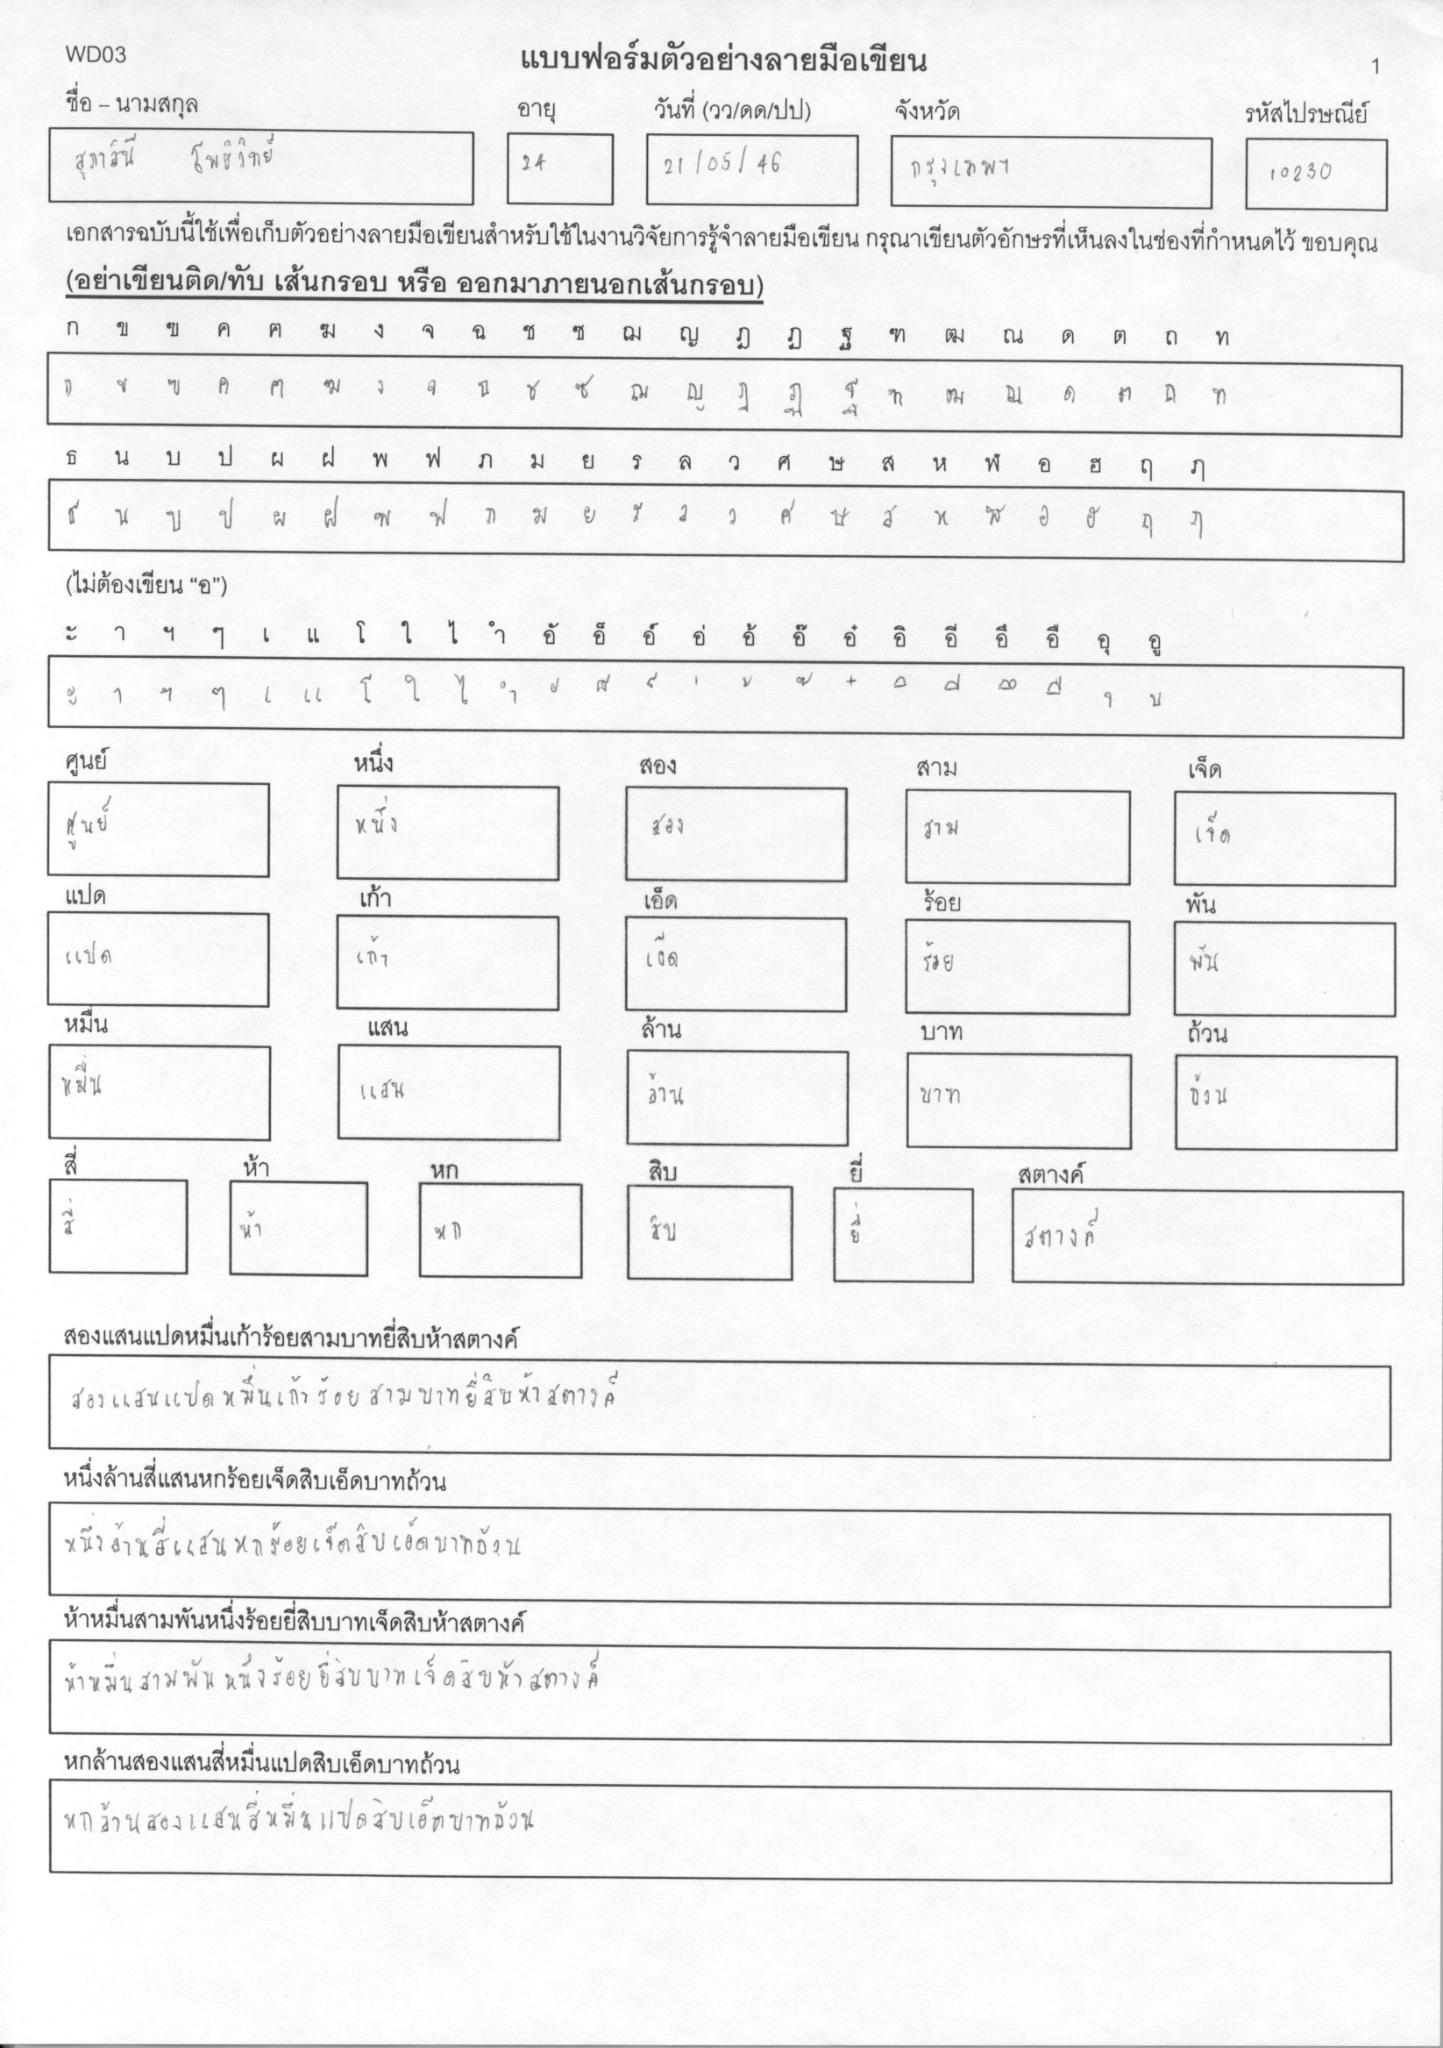 WD03 แบบฟอร์มตัวอย่างลายมือเขียน 1
ชื่อ – นามสกุล อายุ วันที่ (วว/ดด/ปป) จังหวัด รหัสไปรษณีย์
สุภาสินี โพธิวิทย์ 24 21/05/46 กรุงเทพฯ 10230
เอกสารฉบับนี้ใช้เพื่อเก็บตัวอย่างลายมือเขียนสำหรับใช้ในงานวิจัยการรู้จำลายมือเขียน กรุณาเขียนตัวอักษรที่เห็นลงในช่องที่กำหนดไว้ ขอบคุณ
(อย่าเขียนติด/ทับ เส้นกรอบ หรือ ออกมาภายนอกเส้นกรอบ)
ก ข ฃ ค ฅ ฆ ง จ ฉ ช ซ ฌ ญ ฎ ฏ ฐ ฑ ฒ ณ ด ต ถ ท
ก ข ฃ ค ฅ ฆ ง จ ฉ ช ซ ฌ ญ ฎ ฏ ฐ ฑ ฒ ณ ด ต ถ ท
ธ น บ ป ผ ฝ พ ฟ ภ ม ย ร ล ว ศ ษ ส ห ฬ อ ฮ ฤ ฦ
ธ น บ ป ผ ฝ พ ฟ ภ ม ย ร ล ว ศ ษ ส ห ฬ อ ฮ ฤ ฦ
(ไม่ต้องเขียน “อ”)
ะ า ฯ ๆ เ แ โ ใ ไ ำ อั อ็ อ์ อ่ อ้ อ๊ อ๋ อิ อี อึ อื อุ อู
ะ า ฯ ๆ เ แ โ ใ ไ ำ ั ็ ์ ่ ้ ๊ ๋ ิ ี ึ ื ุ ู
ศูนย์ หนึ่ง สอง สาม เจ็ด
ศูนย์ หนึ่ง สอง สาม เจ็ด
แปด เก้า เอ็ด ร้อย พัน
แปด เก้า เอ็ด ร้อย พัน
หมื่น แสน ล้าน บาท ถ้วน
หมื่น แสน ล้าน บาท ถ้วน
สี่ ห้า หก สิบ ยี่ สตางค์
สี่ ห้า หก สิบ ยี่ สตางค์
สองแสนแปดหมื่นเก้าร้อยสามบาทยี่สิบห้าสตางค์
สองแสนแปดหมื่นเก้าร้อยสามบาทยี่สิบห้าสตางค์
หนึ่งล้านสี่แสนหกร้อยเจ็ดสิบเอ็ดบาทถ้วน
หนึ่งล้านสี่แสนหกร้อยเจ็ดสิบเอ็ดบาทถ้วน
ห้าหมื่นสามพันหนึ่งร้อยยี่สิบบาทเจ็ดสิบห้าสตางค์
ห้าหมื่นสามพันหนึ่งร้อยยี่สิบบาทเจ็ดสิบห้าสตางค์
หกล้านสองแสนสี่หมื่นแปดสิบเอ็ดบาทถ้วน
หกล้านสองแสนสี่หมื่นแปดสิบเอ็ดบาทถ้วน